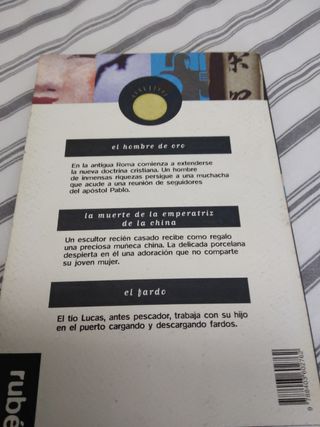 el hombre de oro
En la antigua Roma comienza a extenderse
la nueva doctrina cristiana. Un hombre
de inmensas riquezas persigue a una muchacha
que acude a una reunión de seguidores
del apóstol Pablo.
la muerte de la emperatriz
de la china
Un escultor recién casado recibe como regalo
una preciosa muñeca china. La delicada porcelana
despierta en él una adoración que no comparte
su joven mujer.
el fardo
El tío Lucas, antes pescador, trabaja con su hijo
en el puerto cargando y descargando fardos.
rubé